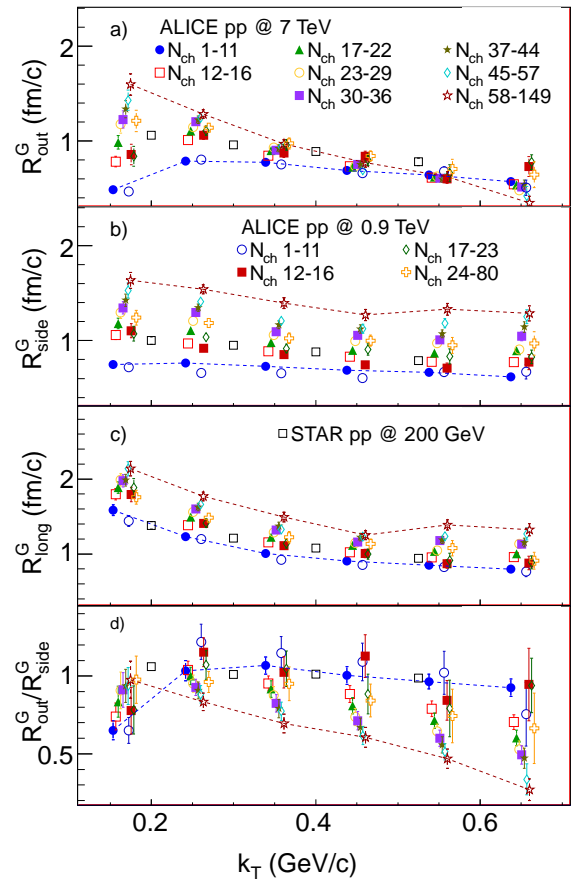 a) ALICE pp @ 7 TeV
N_ch 1-11 N_ch 17-22 N_ch 37-44
N_ch 12-16 N_ch 23-29 N_ch 45-57
N_ch 30-36 N_ch 58-149
R^G_out (fm/c)
2
1
b) ALICE pp @ 0.9 TeV
N_ch 1-11 N_ch 17-23
N_ch 12-16 N_ch 24-80
R^G_side (fm/c)
2
1
c) STAR pp @ 200 GeV
R^G_long (fm/c)
2
1
d)
R^G_out/R^G_side
1
0.5
0.2 0.4 0.6
k_T (GeV/c)